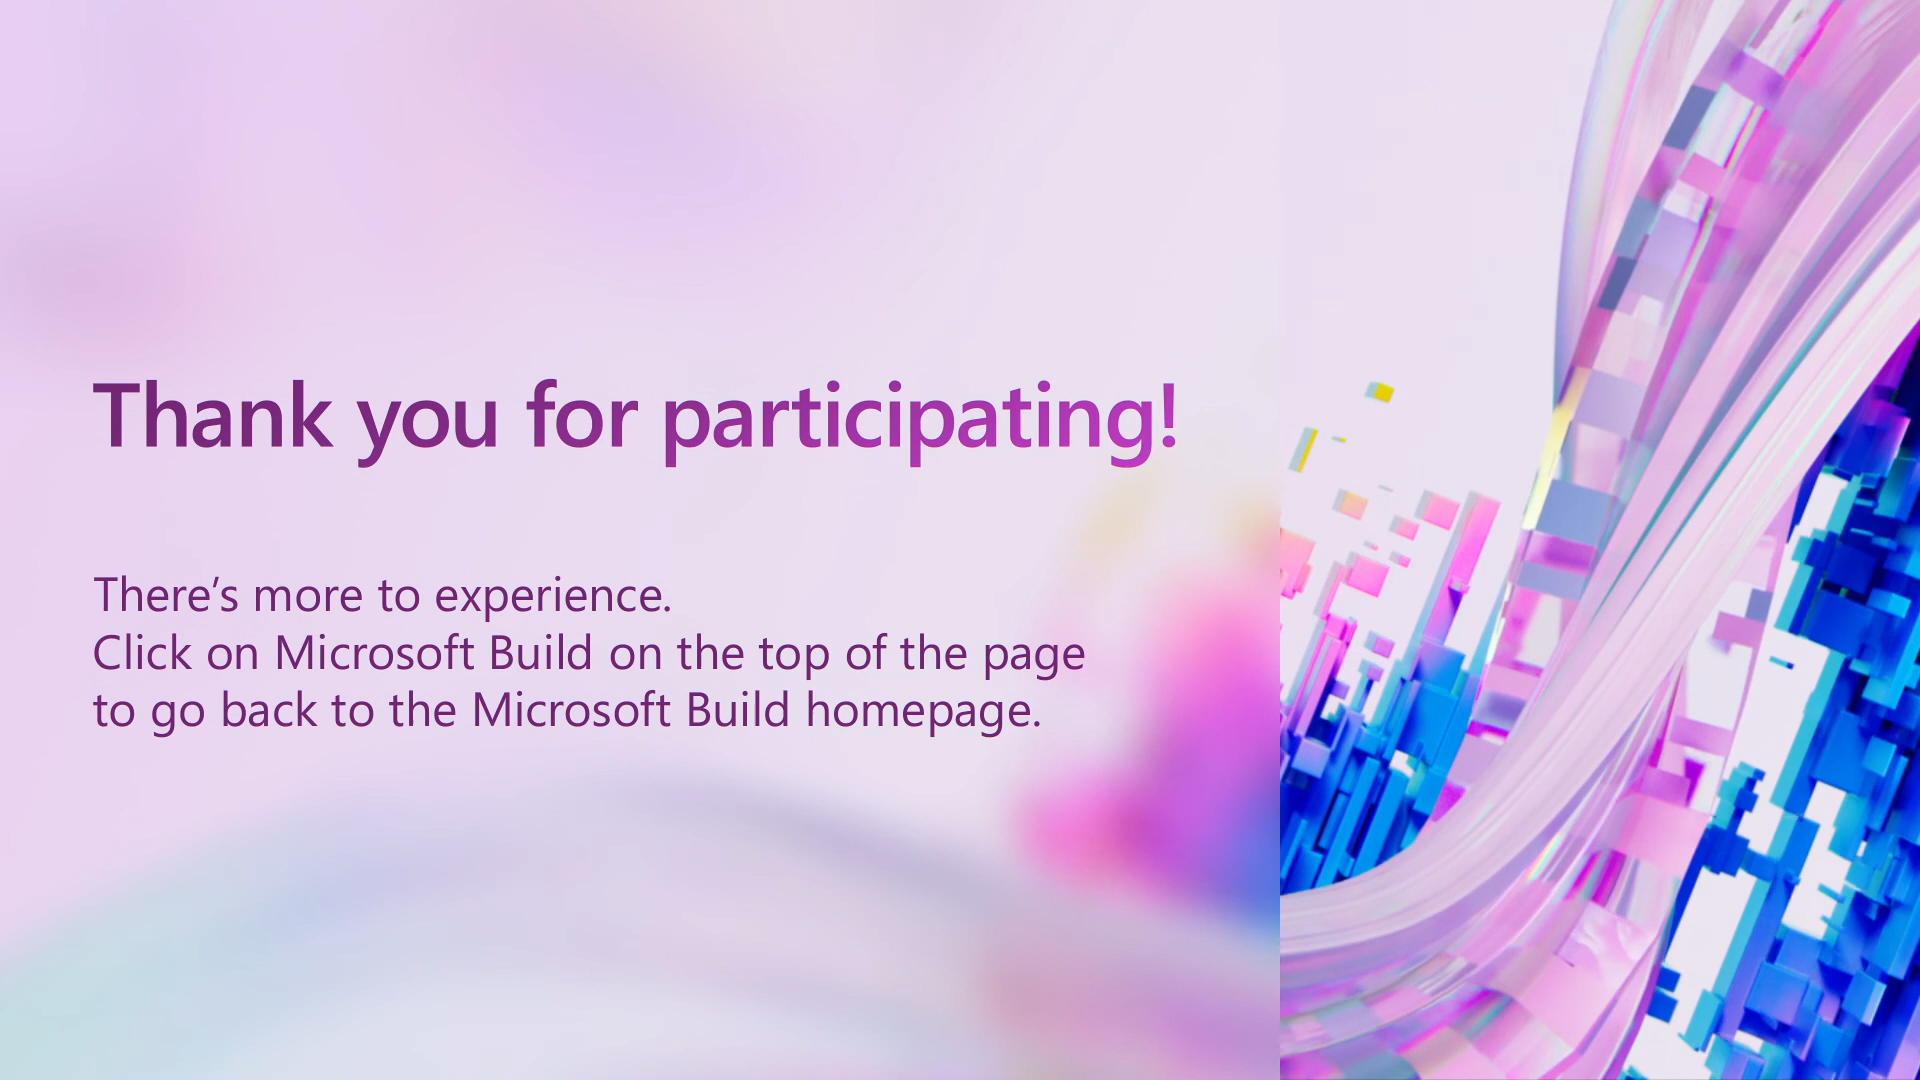 Thank you for participating!
There’s more to experience.
Click on Microsoft Build on the top of the page
to go back to the Microsoft Build homepage.